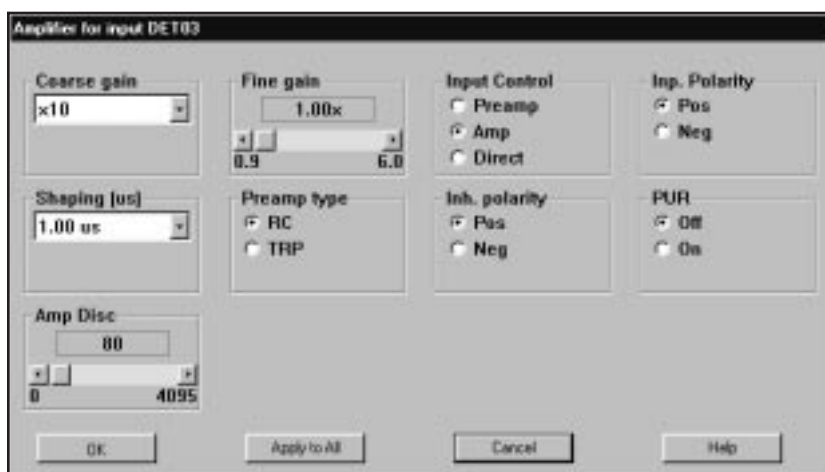 Amplifier for input DET03
Coarse gain
x10
Fine gain
1.00x
0.9 6.0
Input Control
Preamp
Amp
Direct
Inp. Polarity
Pos
Neg
Shaping [us]
1.00 us
Preamp type
RC
TRP
Inh. polarity
Pos
Neg
PUR
Off
On
Amp Disc
80
0 4095
OK Apply to All Cancel Help